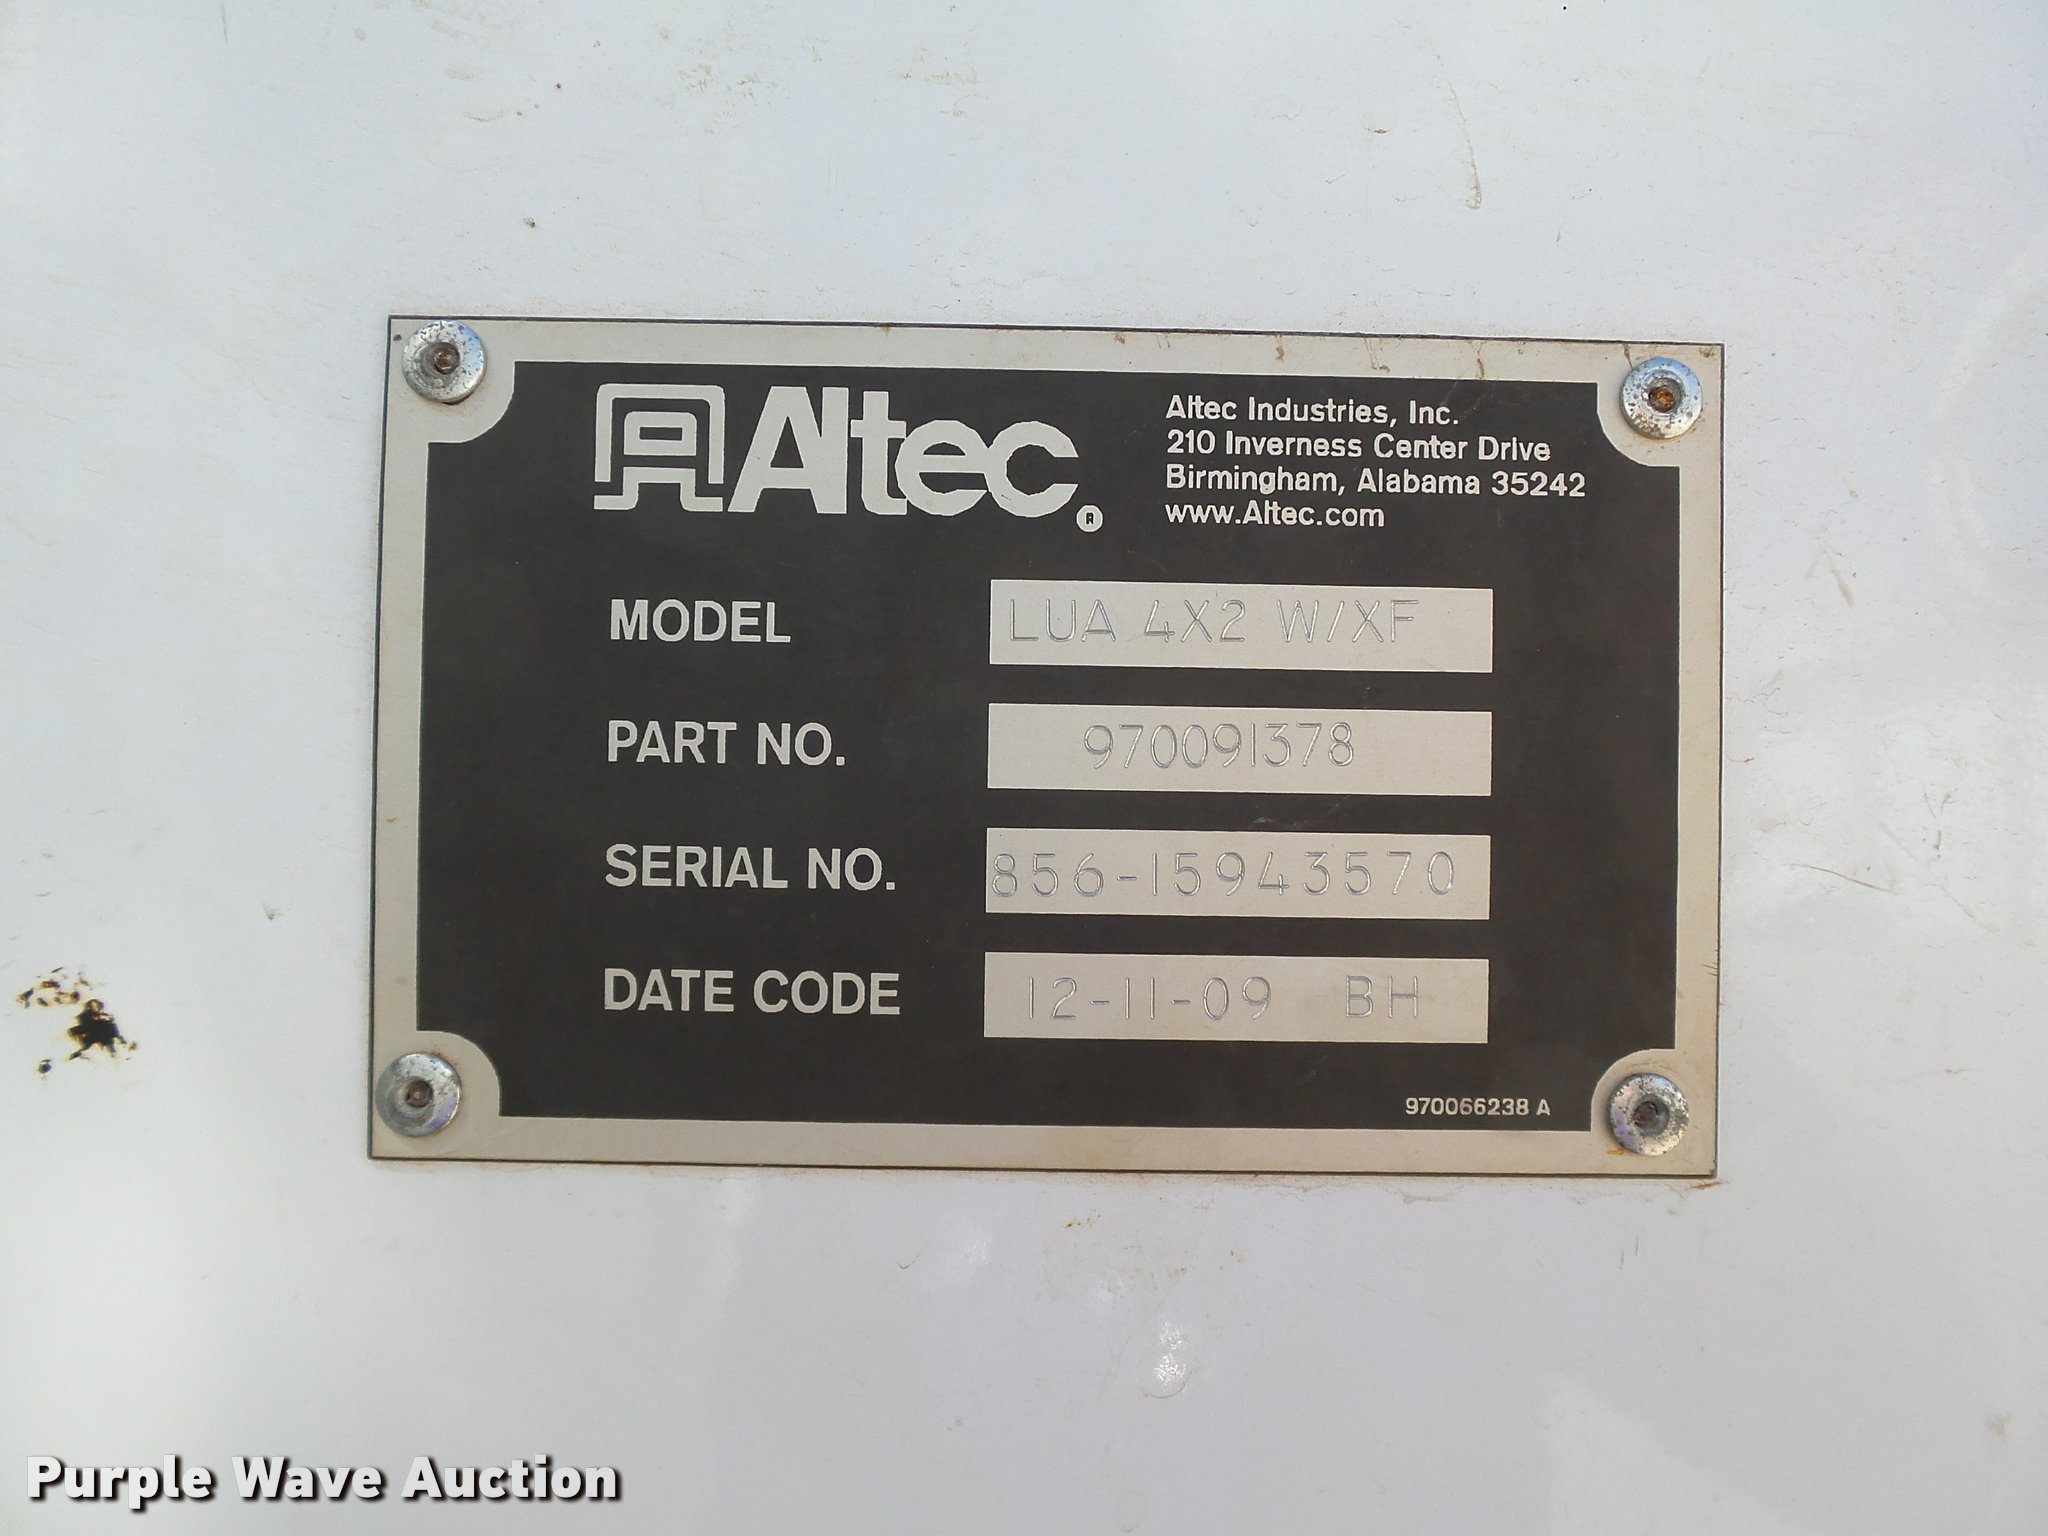 Altec®
Altec Industries, Inc.
210 Inverness Center Drive
Birmingham, Alabama 35242
www.Altec.com
MODEL LUA 4X2 W/XF
PART NO. 970091378
SERIAL NO. 856-15943570
DATE CODE 12-11-09 BH
970066238 A
Purple Wave Auction